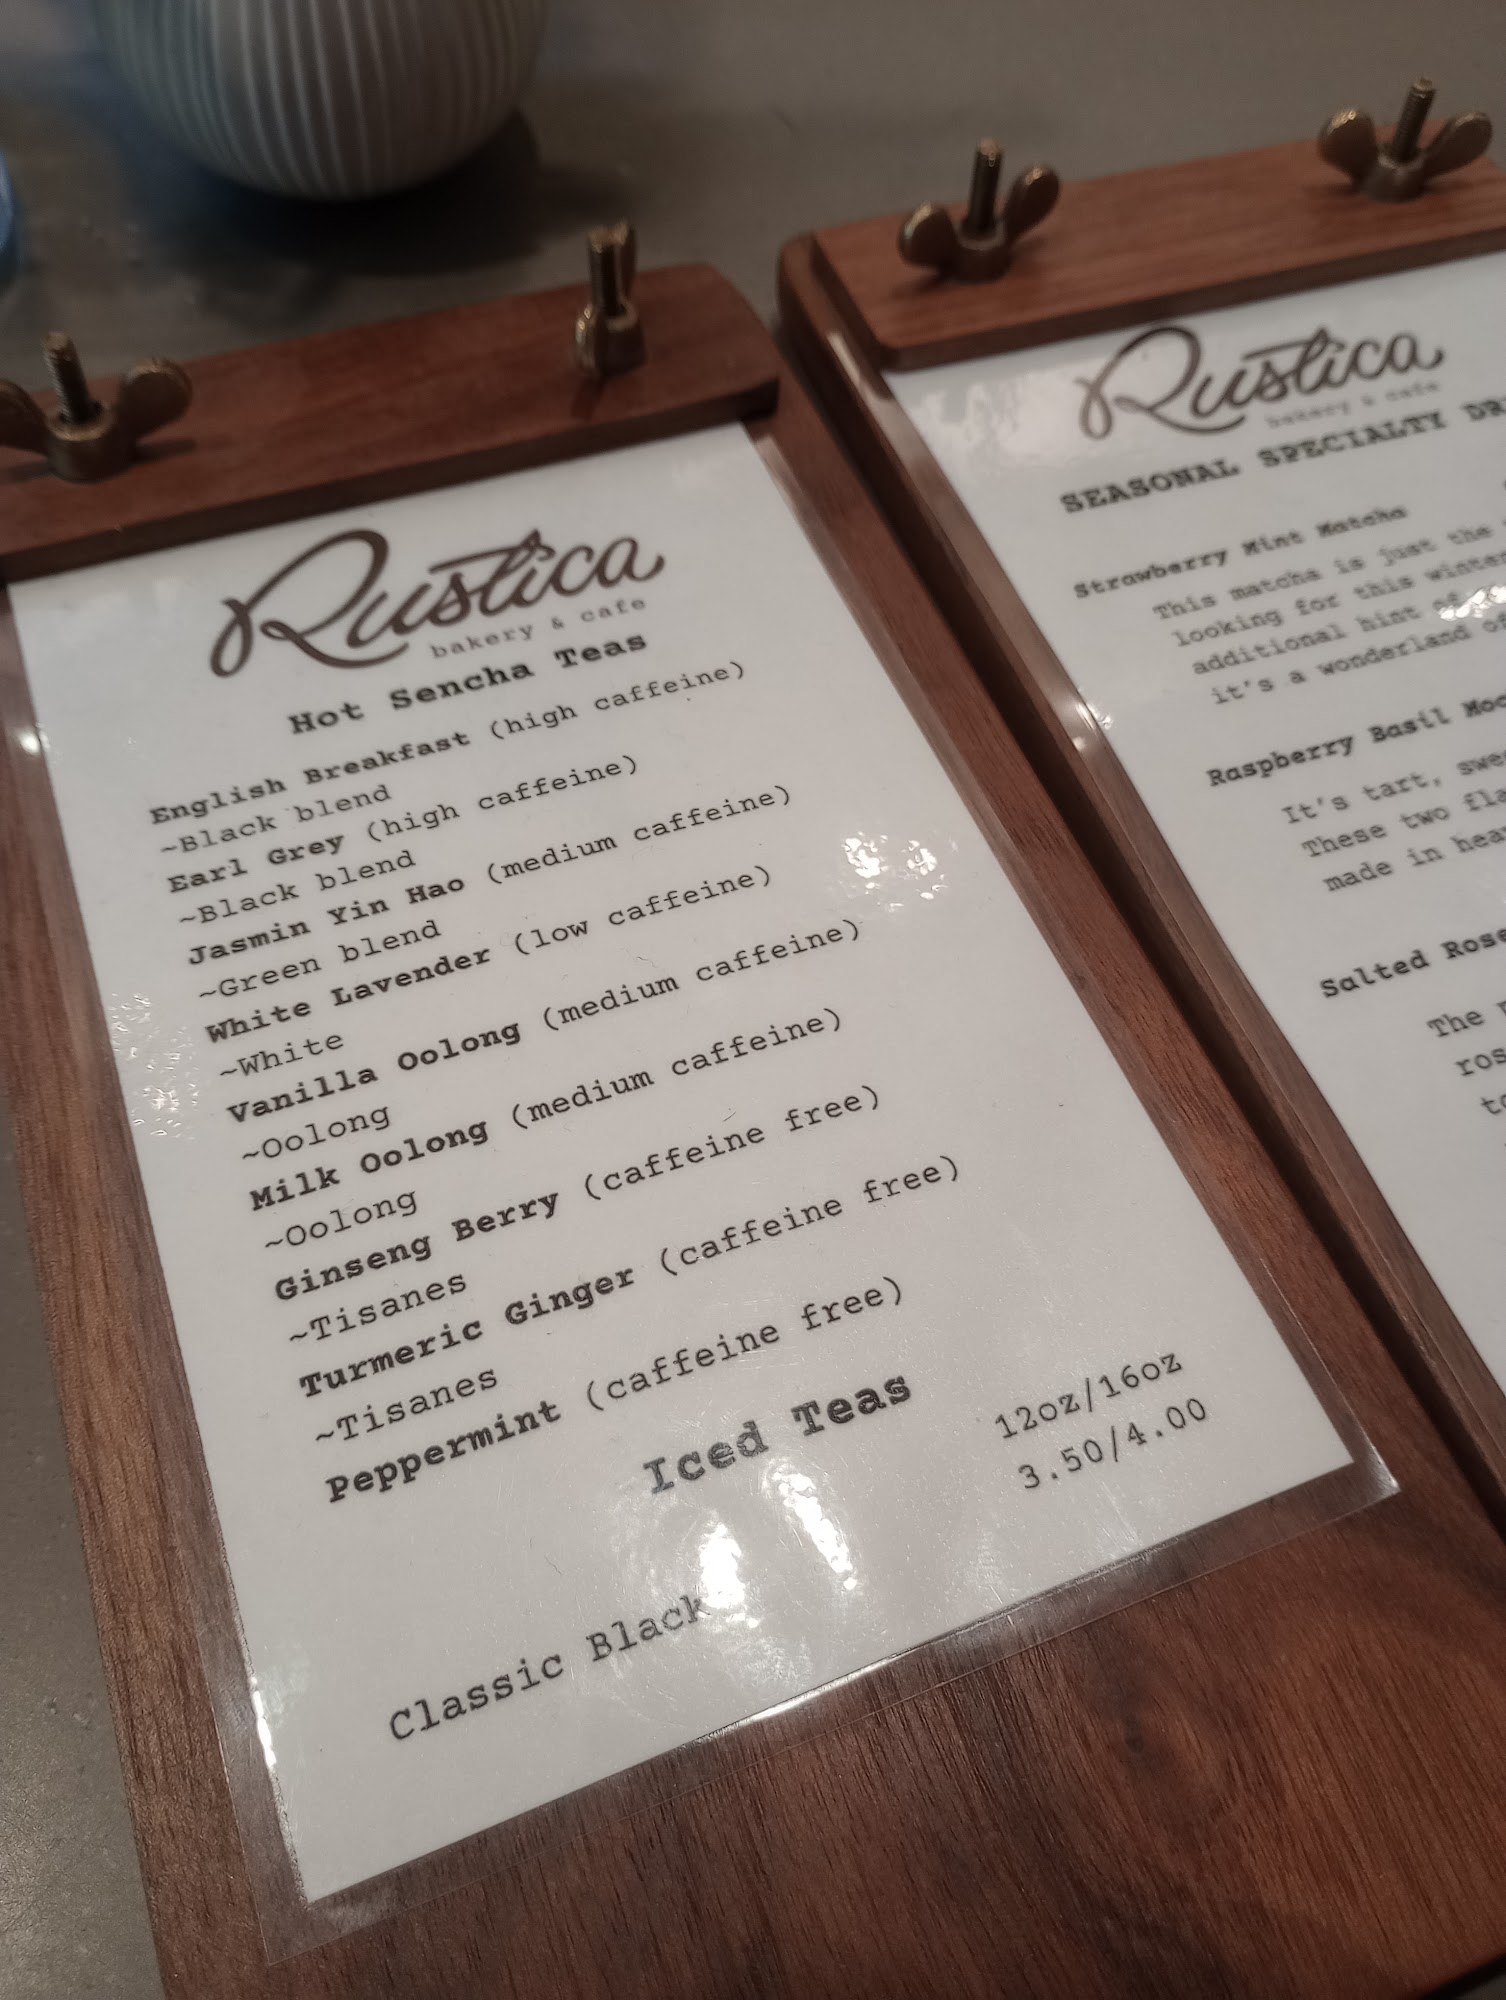 Rustica
bakery & cafe
Hot Sencha Teas
English Breakfast (high caffeine)
~Black blend
Earl Grey (high caffeine)
~Black blend
Jasmin Yin Hao (medium caffeine)
~Green blend
White Lavender (low caffeine)
~White
Vanilla Oolong (medium caffeine)
~Oolong
Milk Oolong (medium caffeine)
~Oolong
Ginseng Berry (caffeine free)
~Tisanes
Turmeric Ginger (caffeine free)
~Tisanes
Peppermint (caffeine free)
Iced Teas
12oz/16oz
3.50/4.00
Classic Black
Rustica
bakery & cafe
SEASONAL SPECIALTY
Strawberry Mint Matcha
This matcha is just the
looking for this winter
additional hint of
it's a wonderland of
Raspberry Basil
It's tart,
These two
made in
Salted Rose
The